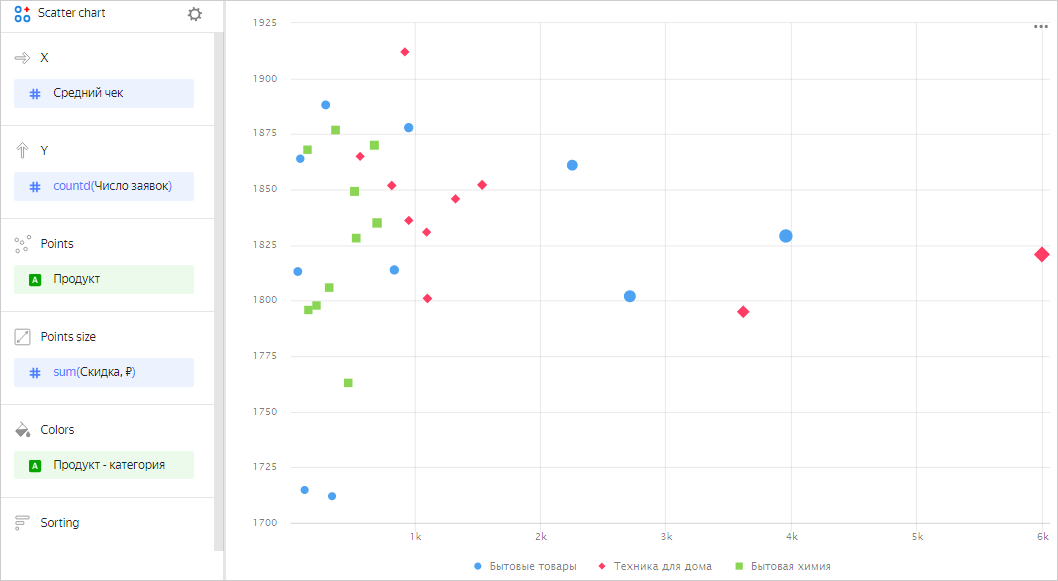 Scatter chart
X
# Средний чек
Y
# countd(Число заявок)
Points
A Продукт
Points size
# sum(Скидка, ₽)
Colors
A Продукт - категория
Sorting
1925
1900
1875
1850
1825
1800
1775
1750
1725
1700
1k 2k 3k 4k 5k 6k
Бытовые товары Техника для дома Бытовая химия